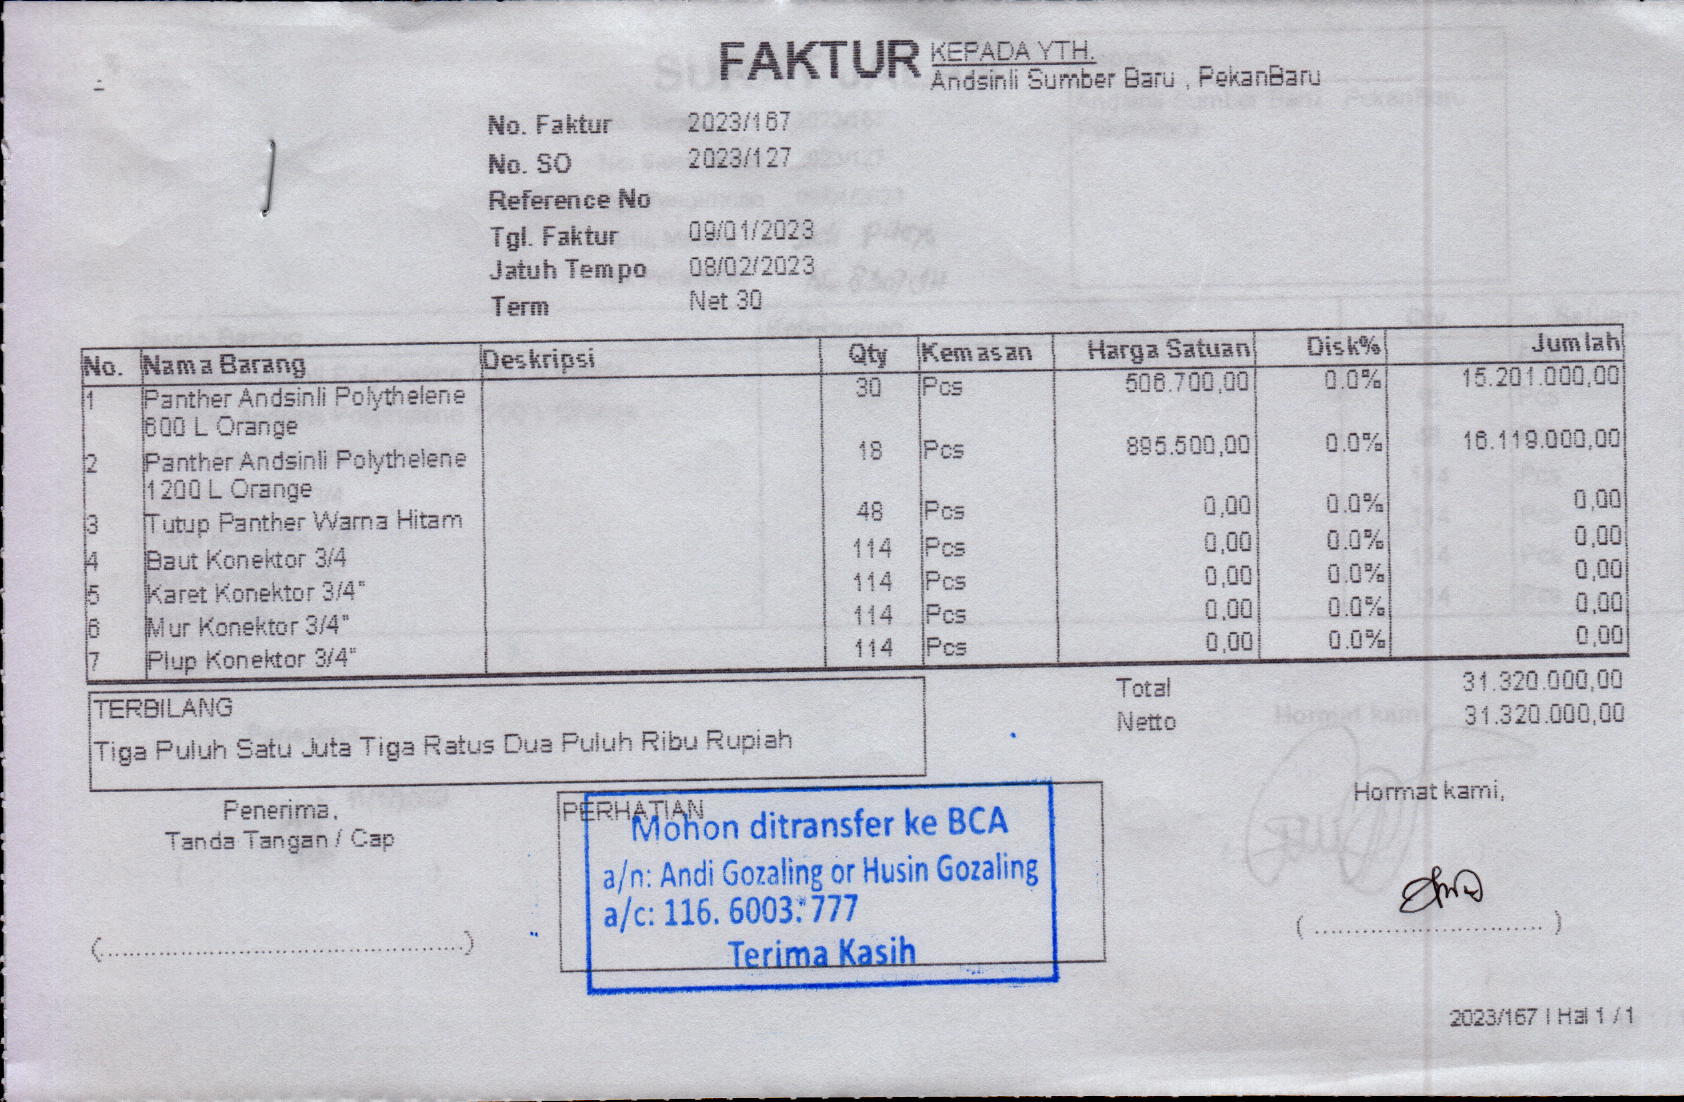 FAKTUR
KEPADA YTH.
Andsinli Sumber Baru , PekanBaru
No. Faktur 2023/167
No. SO 2023/127
Reference No
Tgl. Faktur 09/01/2023
Jatuh Tempo 08/02/2023
Term Net 30
No. Nama Barang Deskripsi Qty Kemasan Harga Satuan Disk% Jumlah
1 Panther Andsinli Polythelene 30 Pcs 506.700,00 0.0% 15.201.000,00
600 L Orange
2 Panther Andsinli Polythelene 18 Pcs 895.500,00 0.0% 16.119.000,00
1200 L Orange
3 Tutup Panther Warna Hitam 48 Pcs 0,00 0.0% 0,00
4 Baut Konektor 3/4 114 Pcs 0,00 0.0% 0,00
5 Karet Konektor 3/4" 114 Pcs 0,00 0.0% 0,00
6 Mur Konektor 3/4" 114 Pcs 0,00 0.0% 0,00
7 Plup Konektor 3/4" 114 Pcs 0,00 0.0% 0,00
Total 31.320.000,00
Netto 31.320.000,00
TERBILANG
Tiga Puluh Satu Juta Tiga Ratus Dua Puluh Ribu Rupiah
Penerima,
Tanda Tangan / Cap
(............................................)
PERHATIAN
Mohon ditransfer ke BCA
a/n: Andi Gozaling or Husin Gozaling
a/c: 116. 6003. 777
Terima Kasih
Hormat kami,
( ............................ )
2023/167 | Hal 1 / 1